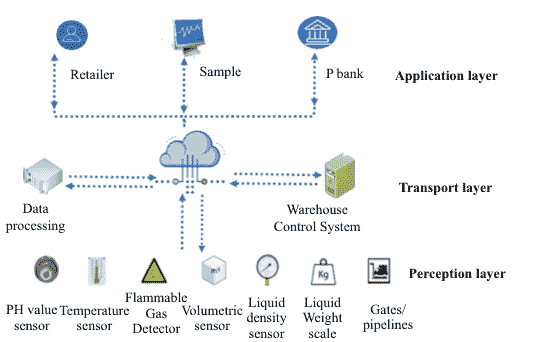 Retailer
Sample
P bank
Application layer
Data
processing
Warehouse
Control System
Transport layer
Kg
Perception layer
PH value
sensor
Temperature
sensor
Flammable
Gas
Detector
Volumetric
sensor
Liquid
density
sensor
Liquid
Weight
scale
Gates/
pipelines